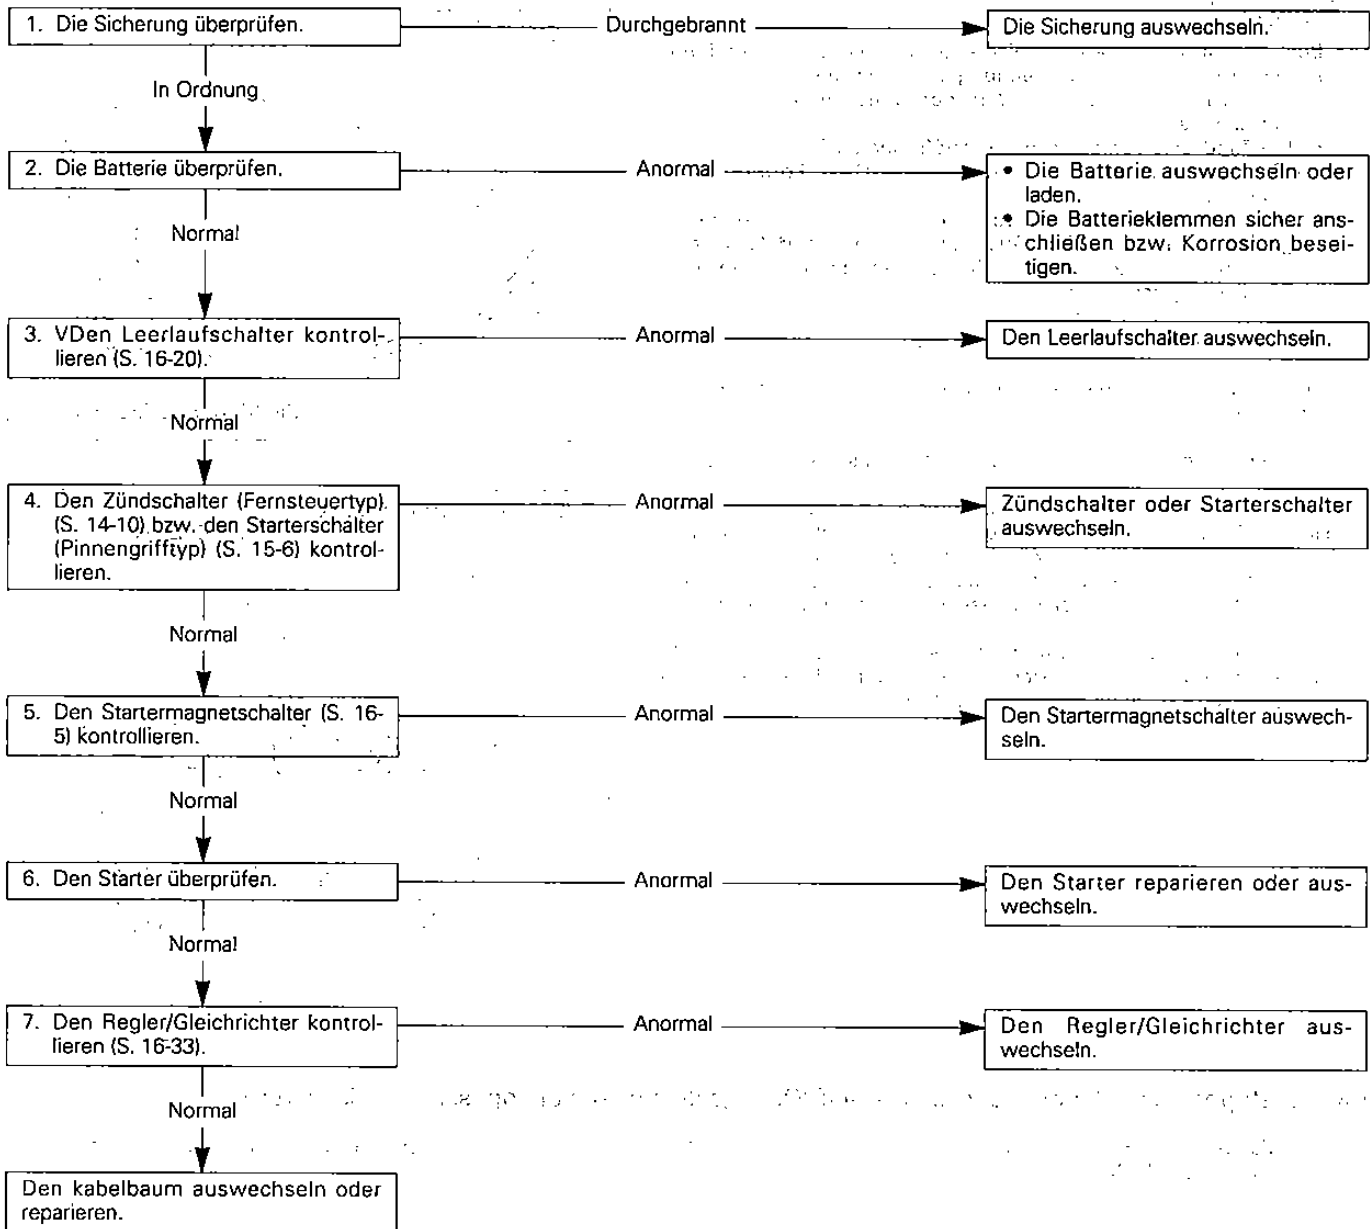 1. Die Sicherung überprüfen.
Durchgebrannt
Die Sicherung auswechseln.
In Ordnung
2. Die Batterie überprüfen.
Anormal
• Die Batterie auswechseln oder
laden.
• Die Batterieklemmen sicher an-
schließen bzw. Korrosion besei-
tigen.
Normal
3. VDen Leerlaufschalter kontrol-
lieren (S. 16-20).
Anormal
Den Leerlaufschalter auswechseln.
Normal
4. Den Zündschalter (Fernsteuertyp)
(S. 14-10) bzw. den Starterschalter
(Pinnengrifftyp) (S. 15-6) kontrol-
lieren.
Anormal
Zündschalter oder Starterschalter
auswechseln.
Normal
5. Den Startermagnetschalter (S. 16-
5) kontrollieren.
Anormal
Den Startermagnetschalter auswech-
seln.
Normal
6. Den Starter überprüfen.
Anormal
Den Starter reparieren oder aus-
wechseln.
Normal
7. Den Regler/Gleichrichter kontrol-
lieren (S. 16-33).
Anormal
Den Regler/Gleichrichter aus-
wechseln.
Normal
Den kabelbaum auswechseln oder
reparieren.